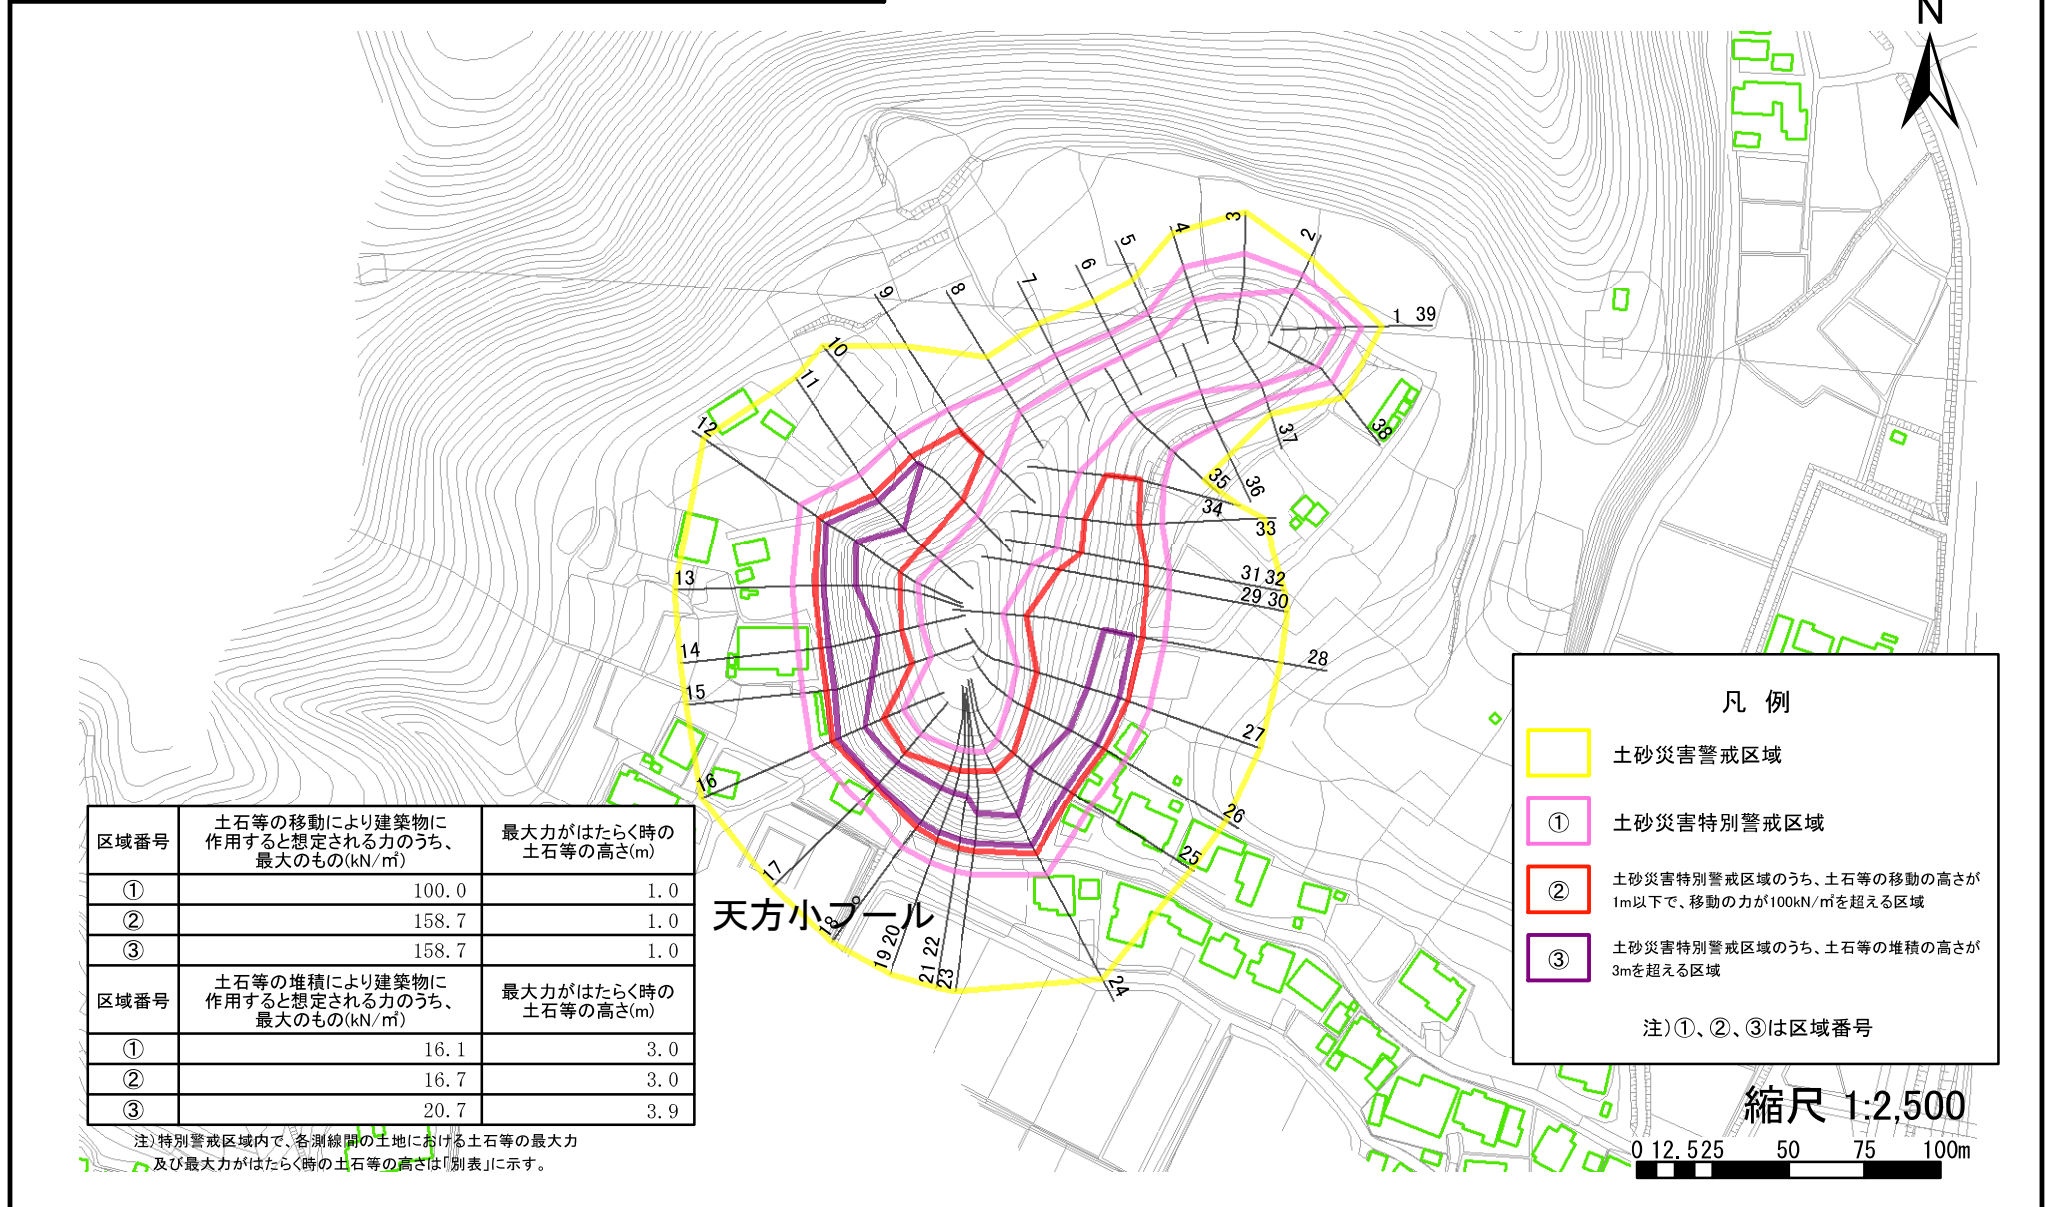 N
3
2
4
5
6
7
8
9
1 39
10
11
12
38
37
36
35
34
33
13
31 32
29 30
14
28
15
27
16
26
25
17
18
19 20
21 22
23
24
天方小プール
凡 例
土砂災害警戒区域
① 土砂災害特別警戒区域
② 土砂災害特別警戒区域のうち、土石等の移動の高さが
1m以下で、移動の力が100kN/㎡を超える区域
③ 土砂災害特別警戒区域のうち、土石等の堆積の高さが
3mを超える区域
注)①、②、③は区域番号
縮尺 1:2,500
0 12.5 25 50 75 100m
区域番号 土石等の移動により建築物に
作用すると想定される力のうち、
最大のもの(kN/㎡) 最大力がはたらく時の
土石等の高さ(m)
① 100.0 1.0
② 158.7 1.0
③ 158.7 1.0
区域番号 土石等の堆積により建築物に
作用すると想定される力のうち、
最大のもの(kN/㎡) 最大力がはたらく時の
土石等の高さ(m)
① 16.1 3.0
② 16.7 3.0
③ 20.7 3.9
注)特別警戒区域内で、各測線間の土地における土石等の最大力
及び最大力がはたらく時の土石等の高さは「別表」に示す。